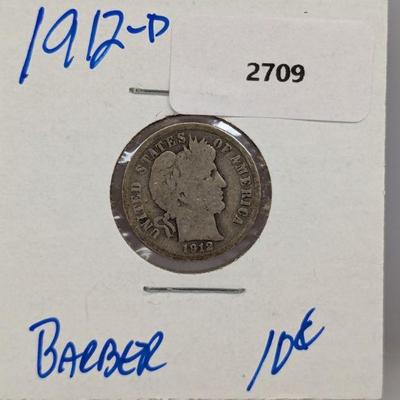 1912-D
2709
UNITED STATES OF AMERICA
1912
BARBER 10¢